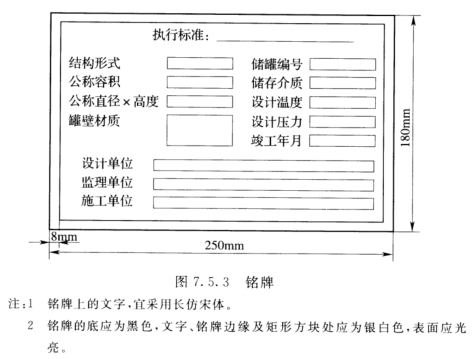 执行标准：
结构形式 储罐编号
公称容积 储存介质
公称直径×高度 设计温度
罐壁材质 设计压力
竣工年月
设计单位
监理单位
施工单位
180mm
8mm
250mm
图 7.5.3 铭牌
注:1 铭牌上的文字,宜采用长仿宋体。
2 铭牌的底应为黑色,文字、铭牌边缘及矩形方块处应为银白色,表面应光
亮。